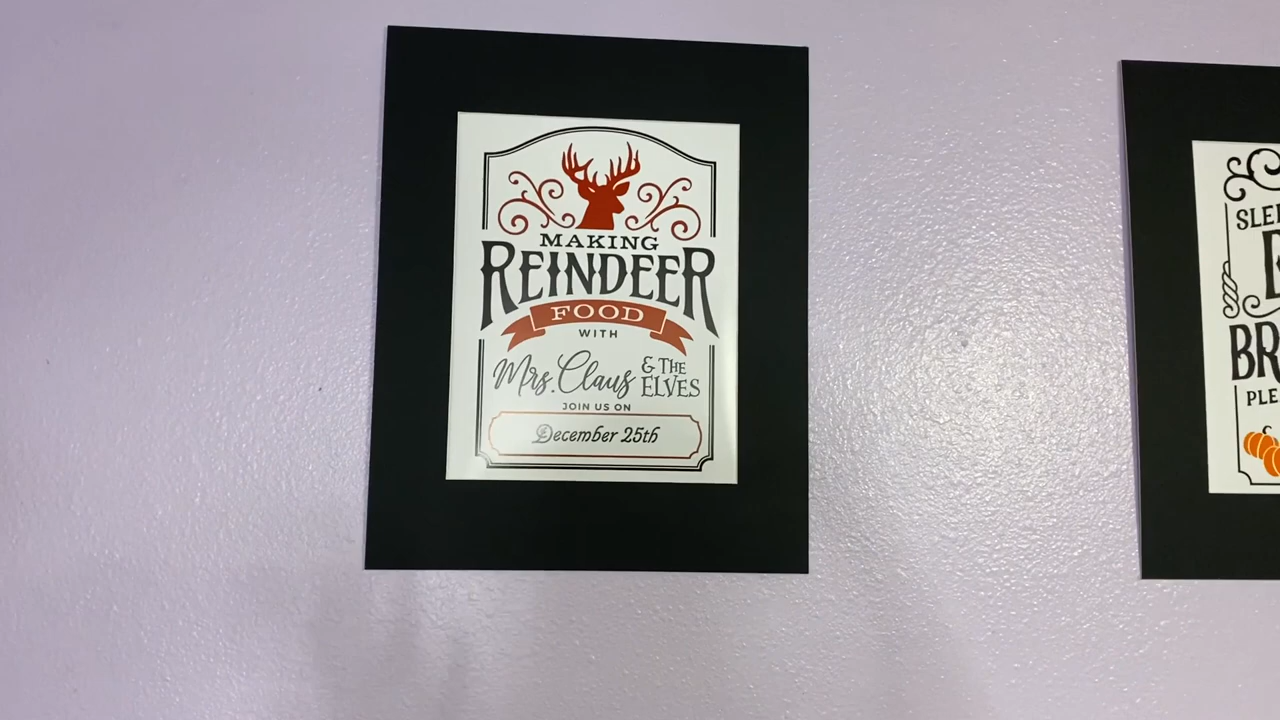 MAKING
REINDEER
FOOD
WITH
Mrs. Claus & THE ELVES
JOIN US ON
December 25th